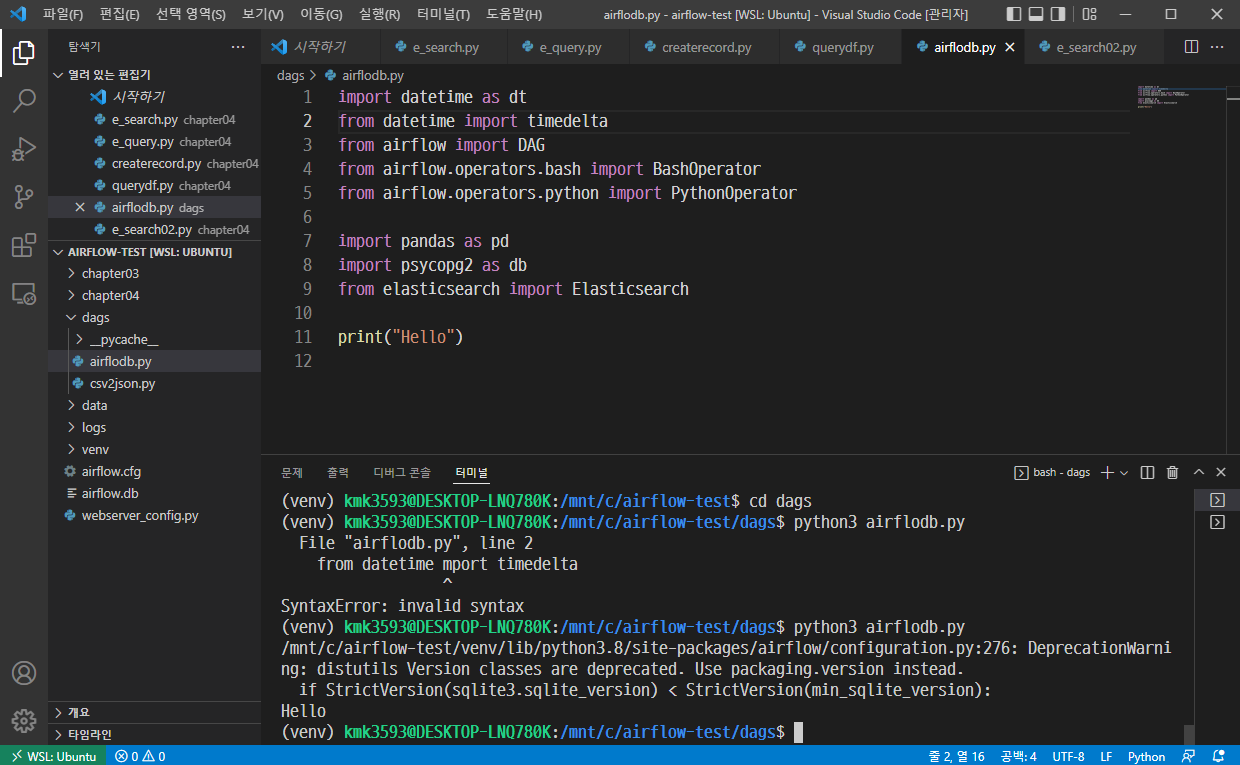 파일(F) 편집(E) 선택 영역(S) 보기(V) 이동(G) 실행(R) 터미널(T) 도움말(H) airflodb.py - airflow-test [WSL: Ubuntu] - Visual Studio Code [관리자]
탐색기
열려 있는 편집기
시작하기
e_search.py chapter04
e_query.py chapter04
createrecord.py chapter04
querydf.py chapter04
airflodb.py dags
e_search02.py chapter04
AIRFLOW-TEST [WSL: UBUNTU]
chapter03
chapter04
dags
__pycache__
airflodb.py
csv2json.py
data
logs
venv
airflow.cfg
airflow.db
webserver_config.py
개요
타임라인
시작하기 e_search.py e_query.py createrecord.py querydf.py airflodb.py e_search02.py
dags > airflodb.py
1 import datetime as dt
2 from datetime import timedelta
3 from airflow import DAG
4 from airflow.operators.bash import BashOperator
5 from airflow.operators.python import PythonOperator
6
7 import pandas as pd
8 import psycopg2 as db
9 from elasticsearch import Elasticsearch
10
11 print("Hello")
12
문제 출력 디버그 콘솔 터미널 bash - dags
(venv) kmk3593@DESKTOP-LNQ780K:/mnt/c/airflow-test$ cd dags
(venv) kmk3593@DESKTOP-LNQ780K:/mnt/c/airflow-test/dags$ python3 airflodb.py
File "airflodb.py", line 2
from datetime mport timedelta
^
SyntaxError: invalid syntax
(venv) kmk3593@DESKTOP-LNQ780K:/mnt/c/airflow-test/dags$ python3 airflodb.py
/mnt/c/airflow-test/venv/lib/python3.8/site-packages/airflow/configuration.py:276: DeprecationWarni
ng: distutils Version classes are deprecated. Use packaging.version instead.
if StrictVersion(sqlite3.sqlite_version) < StrictVersion(min_sqlite_version):
Hello
(venv) kmk3593@DESKTOP-LNQ780K:/mnt/c/airflow-test/dags$
WSL: Ubuntu 0 0 줄 2, 열 16 공백: 4 UTF-8 LF Python